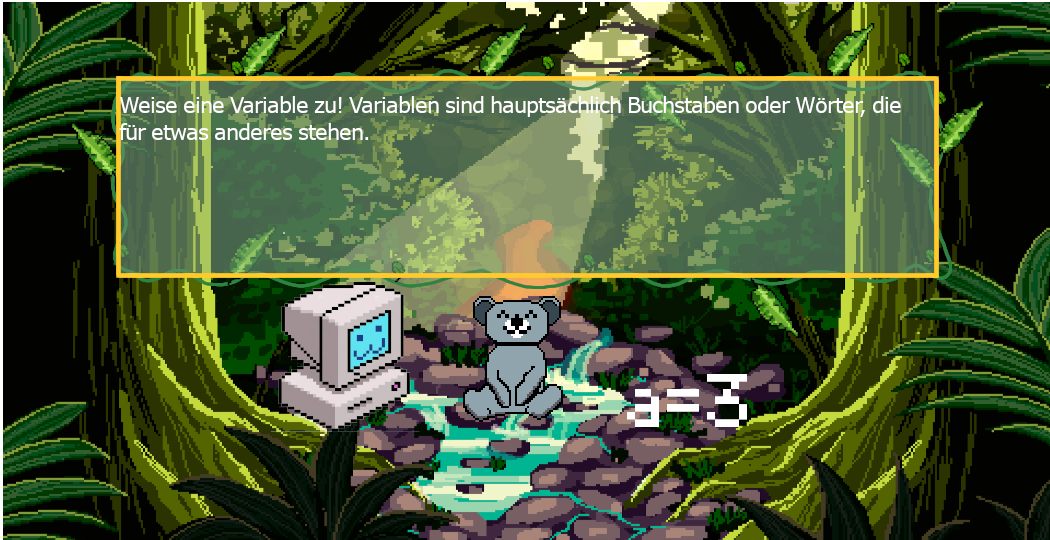 Weise eine Variable zu! Variablen sind hauptsächlich Buchstaben oder Wörter, die
für etwas anderes stehen.
a=3